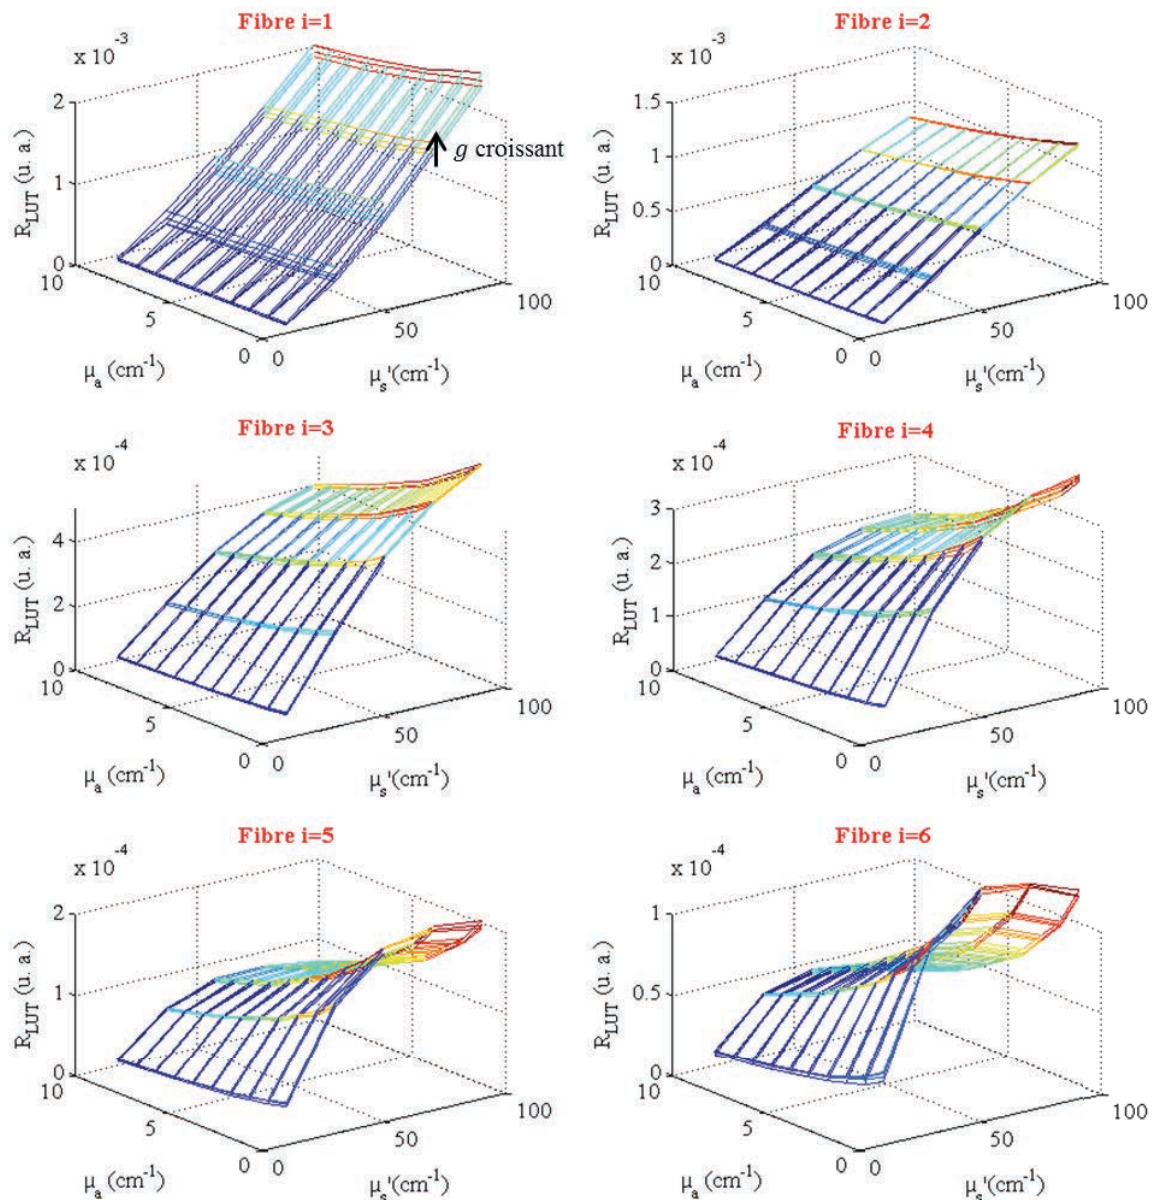 Fibre i=1
x 10^-3
2
1
0
R_LUT (u. a.)
g croissant
10
5
0
μ_a (cm^-1)
0
50
100
μ_s'(cm^-1)
Fibre i=2
x 10^-3
1.5
1
0.5
0
R_LUT (u. a.)
10
5
0
μ_a (cm^-1)
0
50
100
μ_s'(cm^-1)
Fibre i=3
x 10^-4
4
2
0
R_LUT (u. a.)
10
5
0
μ_a (cm^-1)
0
50
100
μ_s'(cm^-1)
Fibre i=4
x 10^-4
3
2
1
0
R_LUT (u. a.)
10
5
0
μ_a (cm^-1)
0
50
100
μ_s'(cm^-1)
Fibre i=5
x 10^-4
2
1
0
R_LUT (u. a.)
10
5
0
μ_a (cm^-1)
0
50
100
μ_s'(cm^-1)
Fibre i=6
x 10^-4
1
0.5
0
R_LUT (u. a.)
10
5
0
μ_a (cm^-1)
0
50
100
μ_s'(cm^-1)